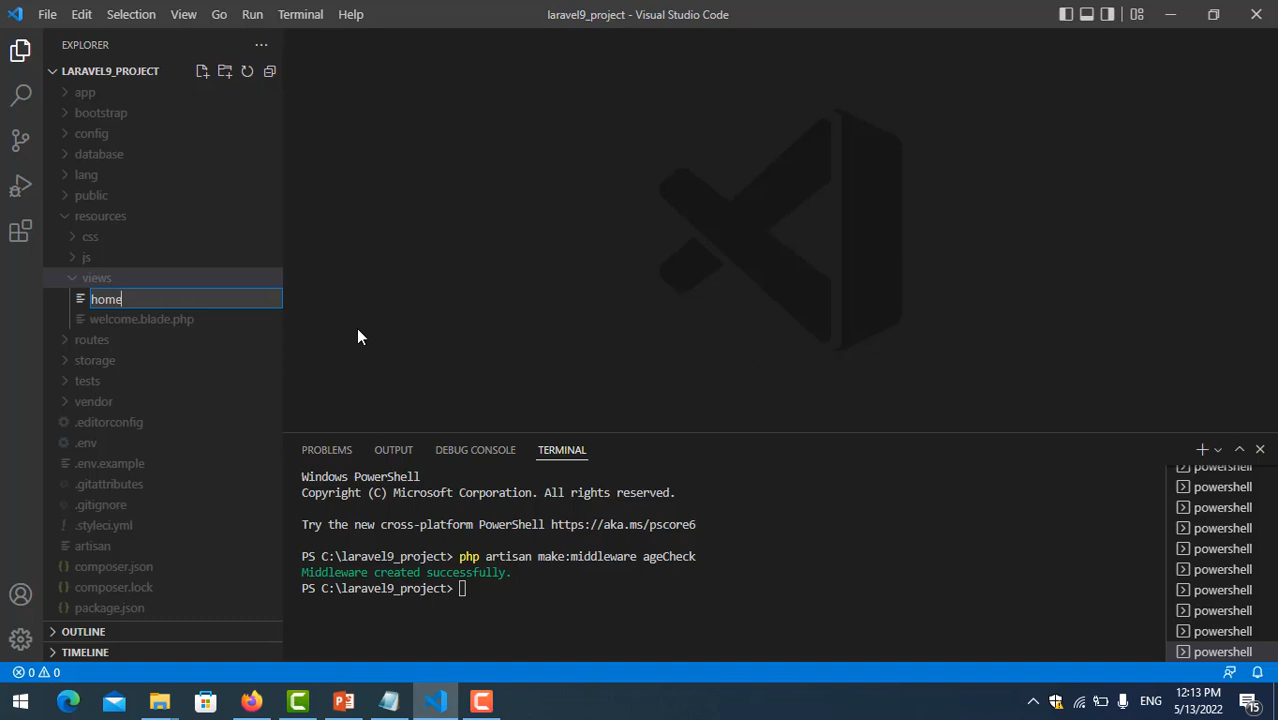 File Edit Selection View Go Run Terminal Help
laravel9_project - Visual Studio Code
EXPLORER
LARAVEL9_PROJECT
app
bootstrap
config
database
lang
public
resources
css
js
views
home
welcome.blade.php
routes
storage
tests
vendor
.editorconfig
.env
.env.example
.gitattributes
.gitignore
.styleci.yml
artisan
composer.json
composer.lock
package.json
OUTLINE
TIMELINE
PROBLEMS OUTPUT DEBUG CONSOLE TERMINAL
Windows PowerShell
Copyright (C) Microsoft Corporation. All rights reserved.
Try the new cross-platform PowerShell https://aka.ms/pscore6
PS C:\laravel9_project> php artisan make:middleware ageCheck
Middleware created successfully.
PS C:\laravel9_project>
powershell
powershell
powershell
powershell
powershell
powershell
powershell
powershell
powershell
powershell
0 0
ENG
12:13 PM
5/13/2022
15